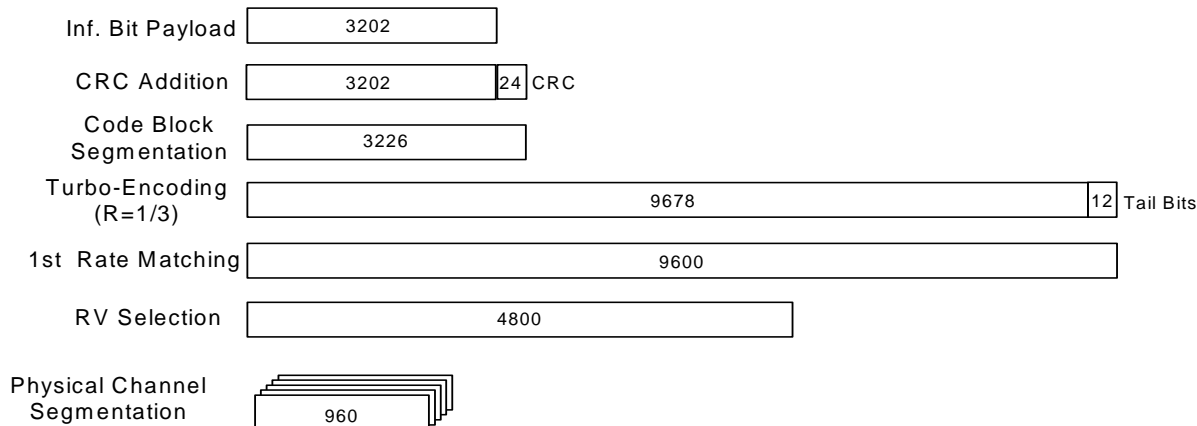 Inf. Bit Payload 3202
CRC Addition 3202 24 CRC
Code Block
Segmentation 3226
Turbo-Encoding
(R=1/3) 9678 12 Tail Bits
1st Rate Matching 9600
RV Selection 4800
Physical Channel
Segmentation 960